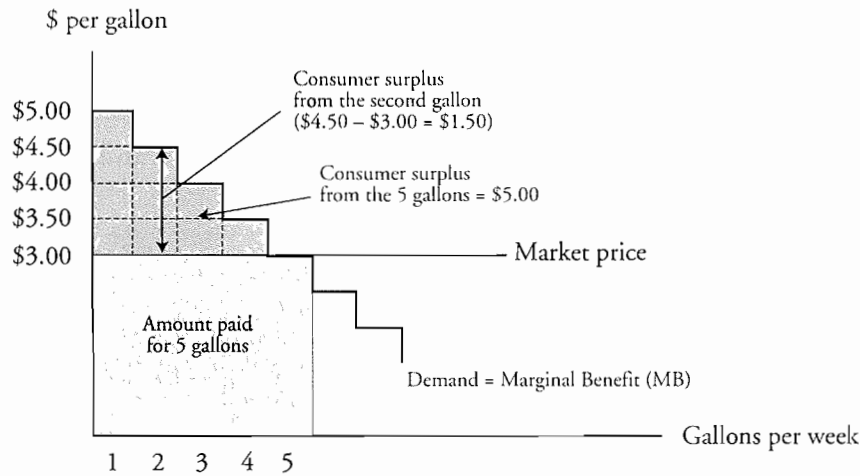 $ per gallon
Consumer surplus
from the second gallon
($4.50 – $3.00 = $1.50)
$5.00
$4.50
Consumer surplus
from the 5 gallons = $5.00
$4.00
$3.50
$3.00
Market price
Amount paid
for 5 gallons
Demand = Marginal Benefit (MB)
Gallons per week
1 2 3 4 5